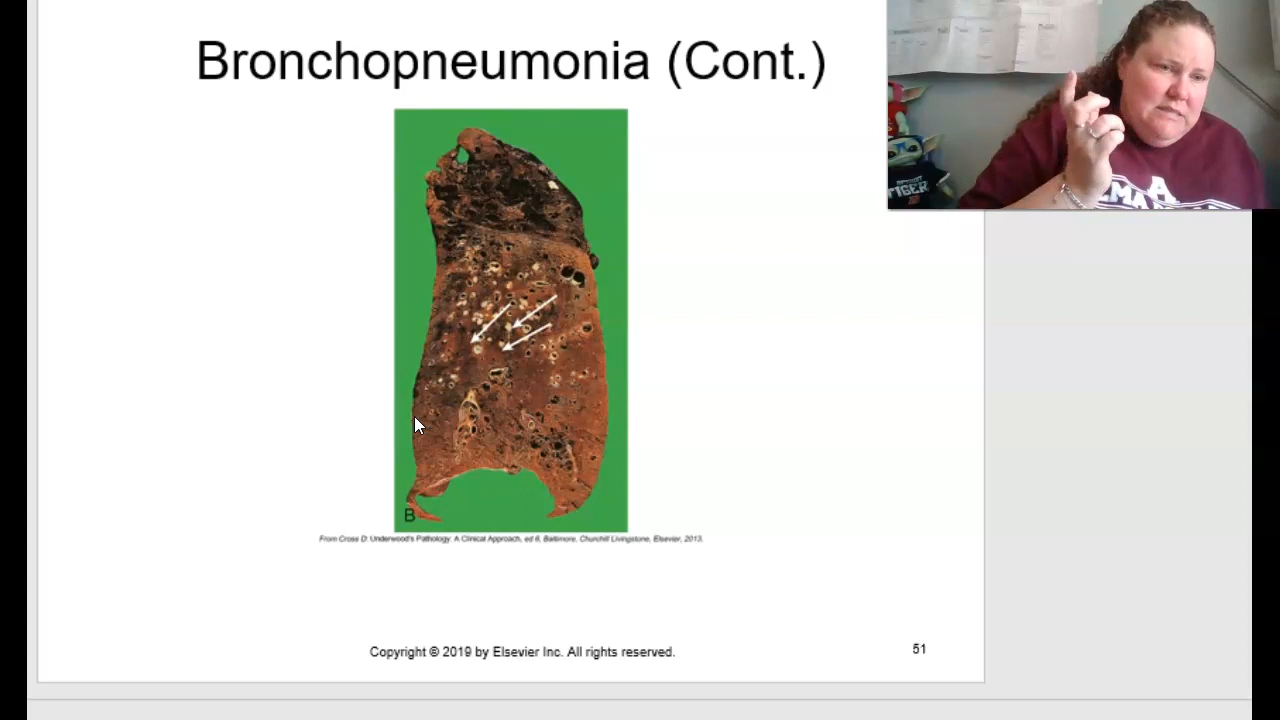 Bronchopneumonia (Cont.)
TIGER
B
From Cross D: Underwood's Pathology: A Clinical Approach, ed 6, Baltimore, Churchill Livingstone, Elsevier, 2013.
Copyright © 2019 by Elsevier Inc. All rights reserved.
51